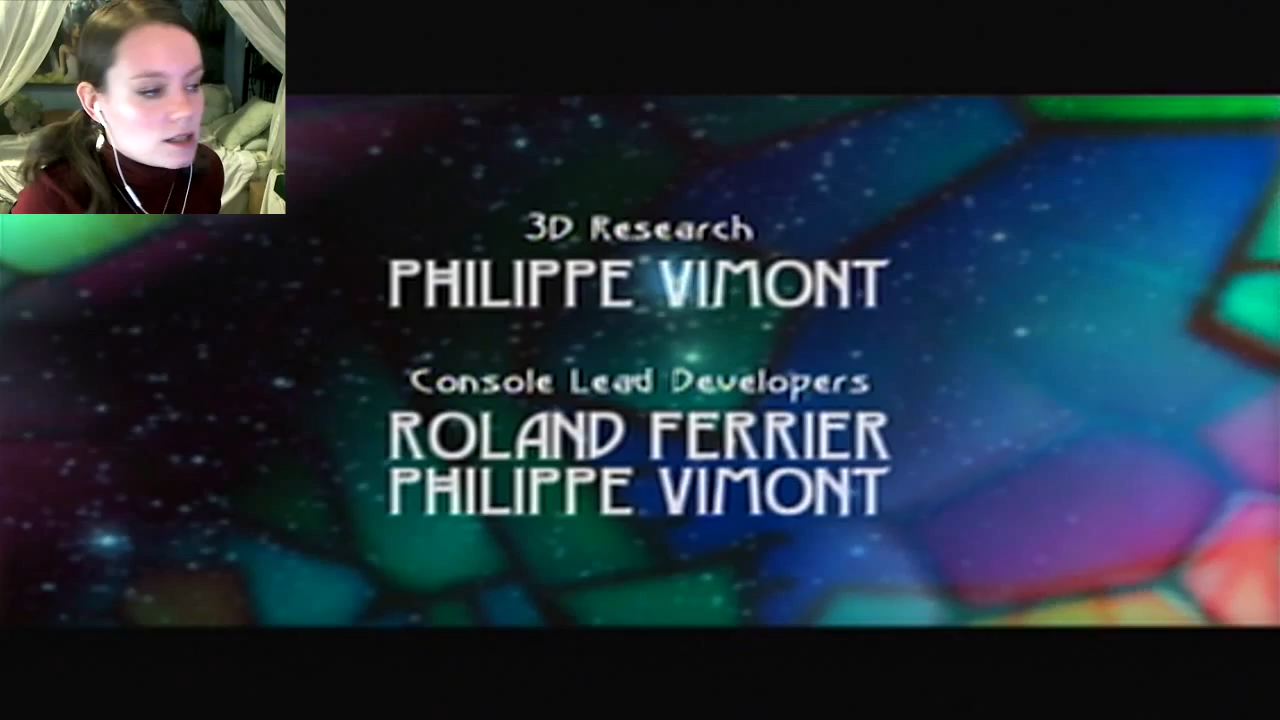 3D Research
PHILIPPE VIMONT
Console Lead Developers
ROLAND FERRIER
PHILIPPE VIMONT